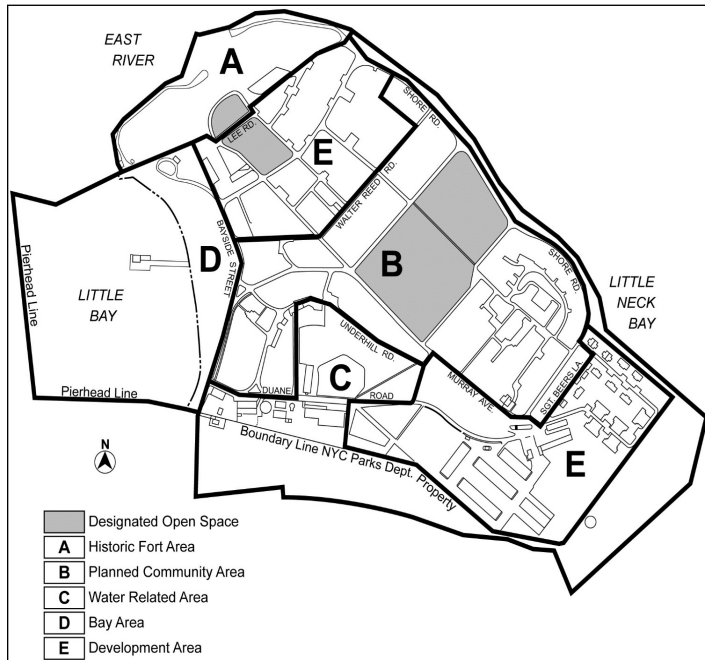 EAST
RIVER
A
SHORE RD.
LEE RD.
E
WALTER REED RD.
BAYSIDE STREET
D
B
Pierhead Line
LITTLE
BAY
SHORE RD.
LITTLE
NECK
BAY
UNDERHILL RD.
C
MURRAY AVE.
SGT. BEERS LA.
Pierhead Line
DUANE
ROAD
N
Boundary Line NYC Parks Dept. Property
E
Designated Open Space
A Historic Fort Area
B Planned Community Area
C Water Related Area
D Bay Area
E Development Area